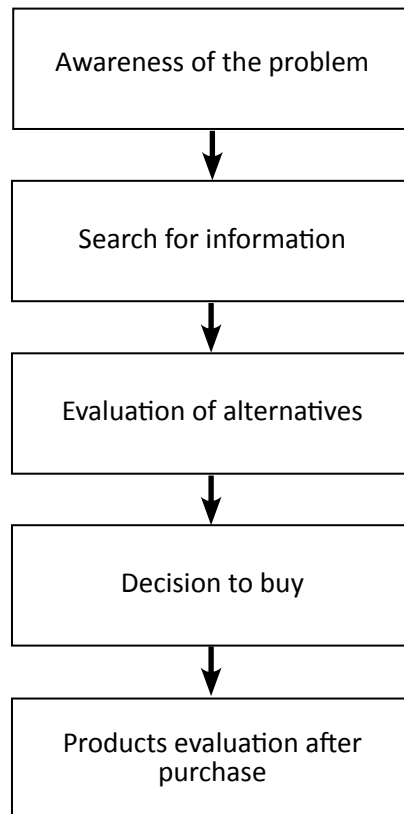 Awareness of the problem
Search for information
Evaluation of alternatives
Decision to buy
Products evaluation after
purchase